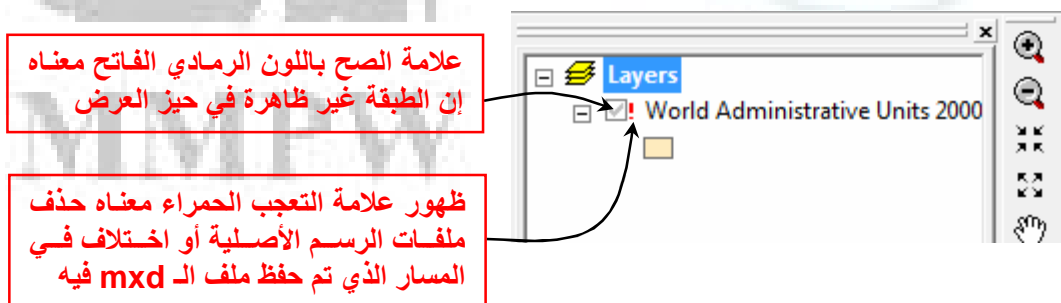 علامة الصح باللون الرمادي الفاتح معناه
إن الطبقة غير ظاهرة في حيز العرض
ظهور علامة التعجب الحمراء معناه حذف
ملفات الرسم الأصلية أو اختلاف في
المسار الذي تم حفظ ملف الـ mxd فيه
Layers
World Administrative Units 2000
MMPW